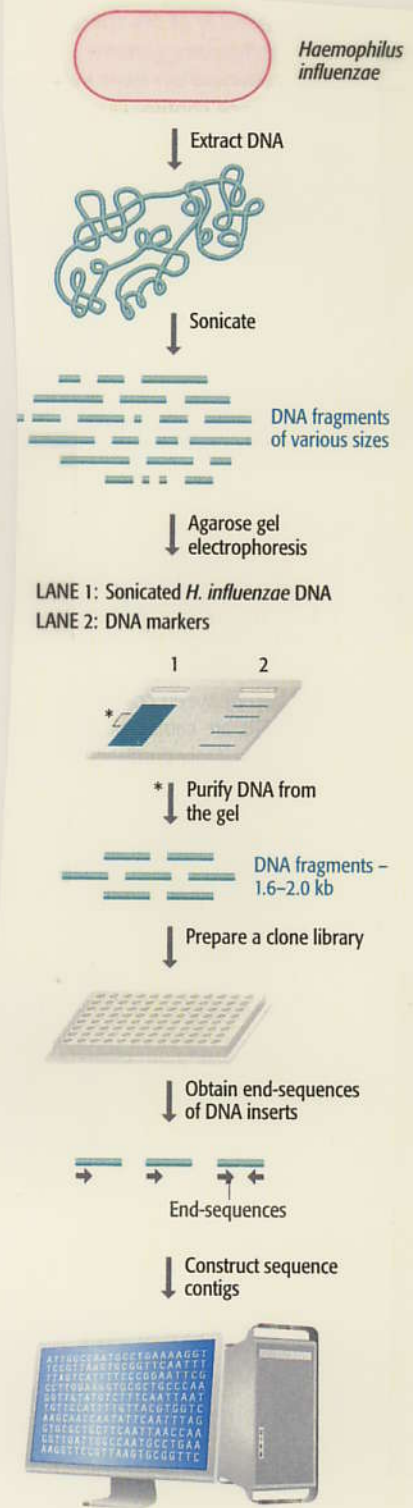 Haemophilus
influenzae
Extract DNA
Sonicate
DNA fragments
of various sizes
Agarose gel
electrophoresis
LANE 1: Sonicated H. influenzae DNA
LANE 2: DNA markers
1 2
*
* Purify DNA from
the gel
DNA fragments –
1.6–2.0 kb
Prepare a clone library
Obtain end-sequences
of DNA inserts
End-sequences
Construct sequence
contigs